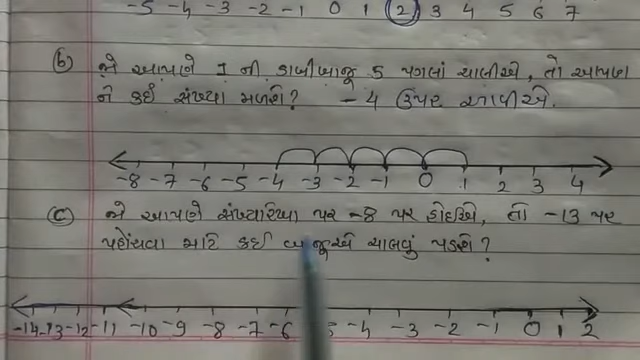 -5 -4 -3 -2 -1 0 1 2 3 4 5 6 7
(b) જો આપણે 1 ની ડાબીબાજુ 5 પગલાં ચાલીએ, તો આપણ
ને કઈ સંખ્યા મળશે? -4 ઉપર આવીએ.
-8 -7 -6 -5 -4 -3 -2 -1 0 1 2 3 4
(c) જો આપણે સંખ્યારેખા પર -8 પર હોઇએ, તો -13 પર
પહોંચવા માટે કઈ બાજુએ ચાલવું પડશે?
-14 -13 -12 -11 -10 -9 -8 -7 -6 -4 -3 -2 -1 0 1 2